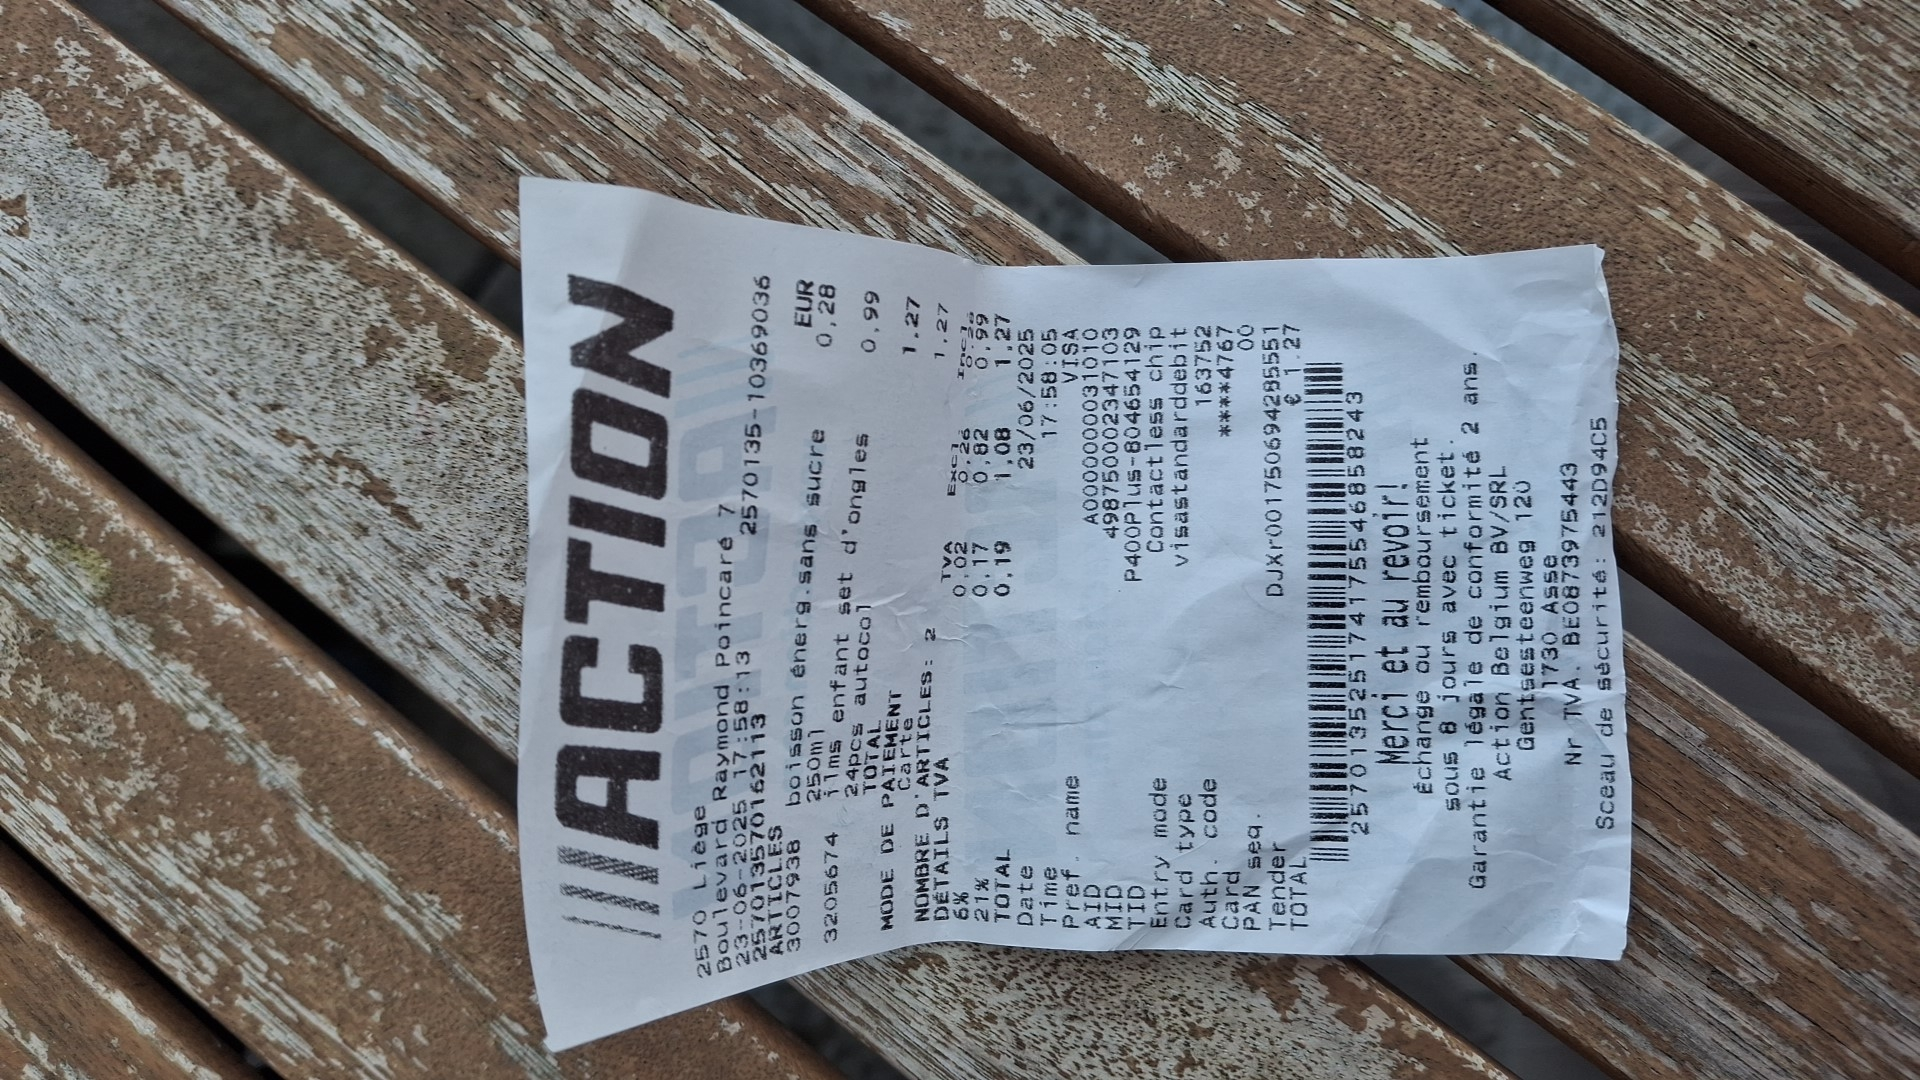 ACTION
2570 Liège
Boulevard Raymond Poincaré 7
23-06-2025 17:58:13 2570135-10369036
257013570162113
ARTICLES EUR
3007938 boisson énerg.sans sucre 0,28
250ml
3205674 ilms enfant set d'ongles 0,99
24pcs autocol
TOTAL 1.27
MODE DE PAIEMENT
Carte 1.27
NOMBRE D'ARTICLES: 2
DÉTAILS TVA TVA Excl Incl
6% 0,02 0,26 0,28
21% 0,17 0,82 0,99
TOTAL 0,19 1,08 1,27
Date 23/06/2025
Time 17:58:05
Pref. name VISA
AID A0000000031010
MID 498750002347103
TID P400Plus-80465412​9
Entry mode Contactless chip
Card type visastandarddebit
Auth. code 163752
Card ****4767
PAN seq. 00
Tender DJXr001750694285551
TOTAL € 1.27
257013525174175546858243
Merci et au revoir!
Échange ou remboursement
sous 8 jours avec ticket.
Garantie légale de conformité 2 ans.
Action Belgium BV/SRL
Gentsesteenweg 120
1730 Asse
Nr TVA. BE0873975443
Sceau de sécurité: 212D94C5